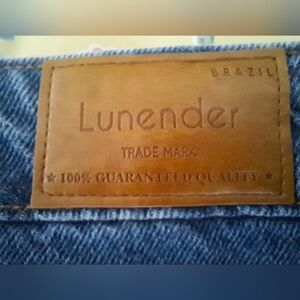 BRAZIL
Lunender
TRADE MARK
★ 100% GUARANTEED QUALITY ★